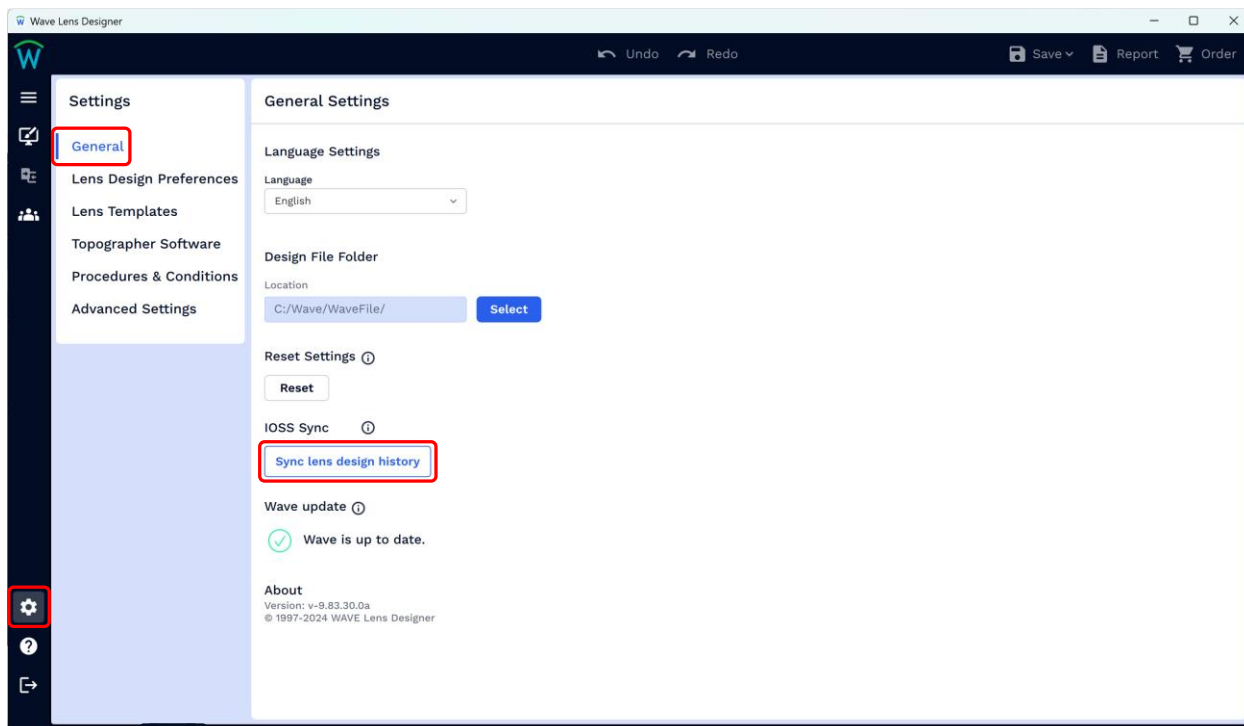 Wave Lens Designer
W
Undo
Redo
Save
Report
Order
Settings
General
Lens Design Preferences
Lens Templates
Topographer Software
Procedures & Conditions
Advanced Settings
General Settings
Language Settings
Language
English
Design File Folder
Location
C:/Wave/WaveFile/
Select
Reset Settings
Reset
IOSS Sync
Sync lens design history
Wave update
Wave is up to date.
About
Version: v-9.83.30.0a
© 1997-2024 WAVE Lens Designer